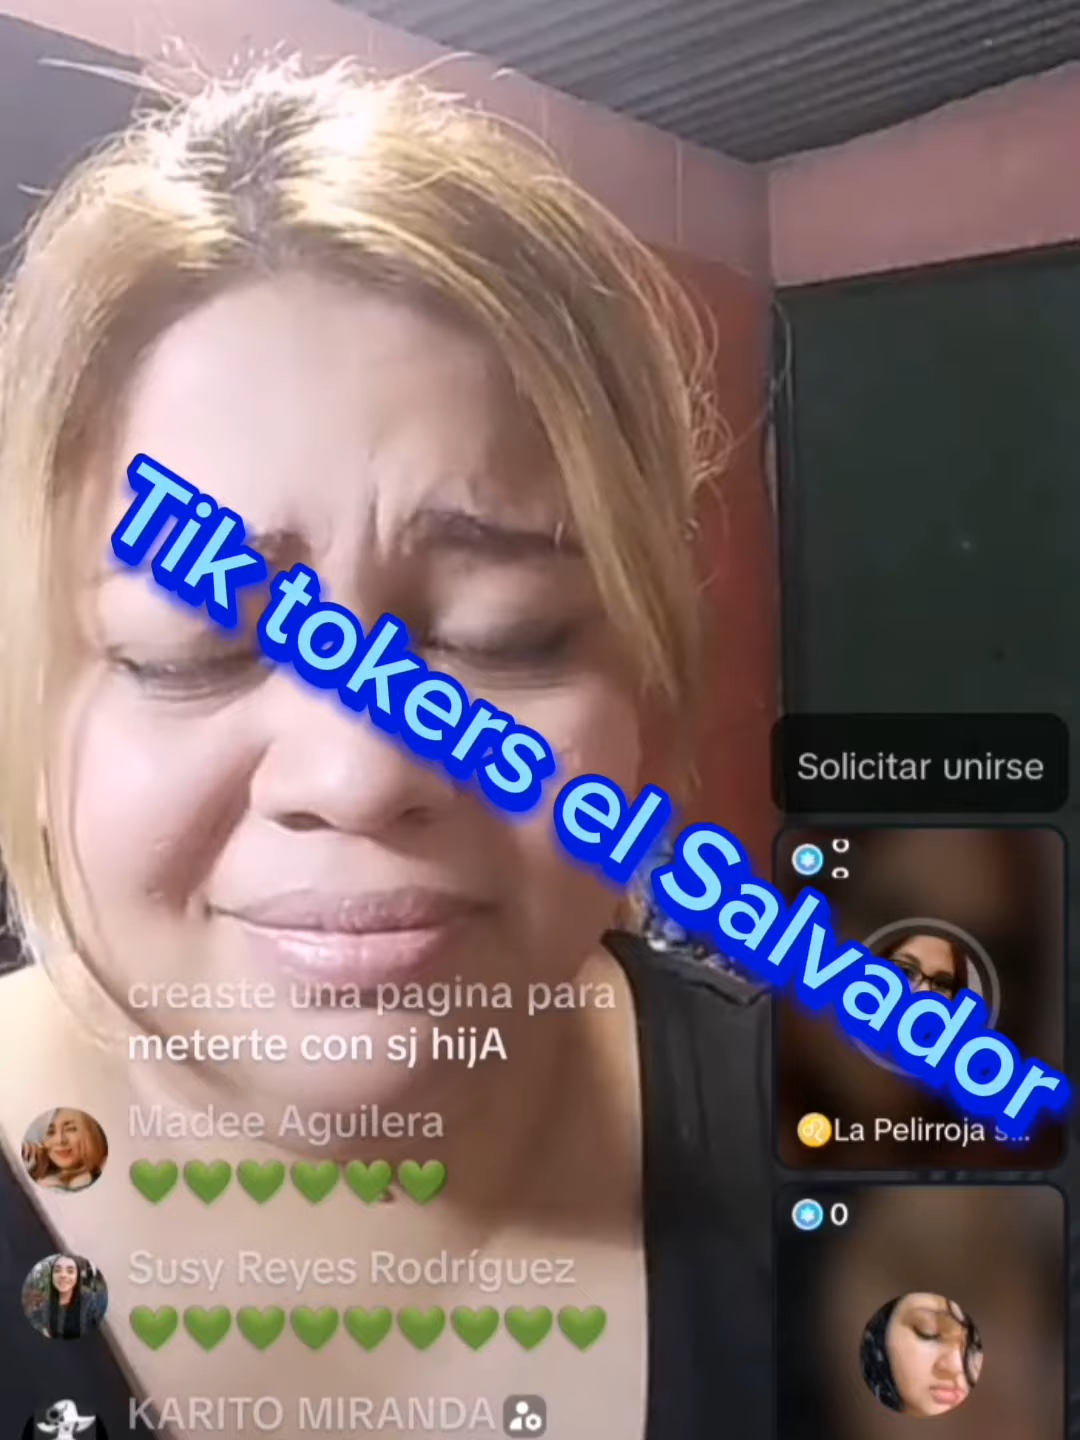 Tik tokers el Salvador
Solicitar unirse
La Pelirroja s...
0
creaste una pagina para
meterte con sj hijA
Madee Aguilera
💚💚💚💚💚💚
Susy Reyes Rodríguez
💚💚💚💚💚💚💚💚💚
KARITO MIRANDA